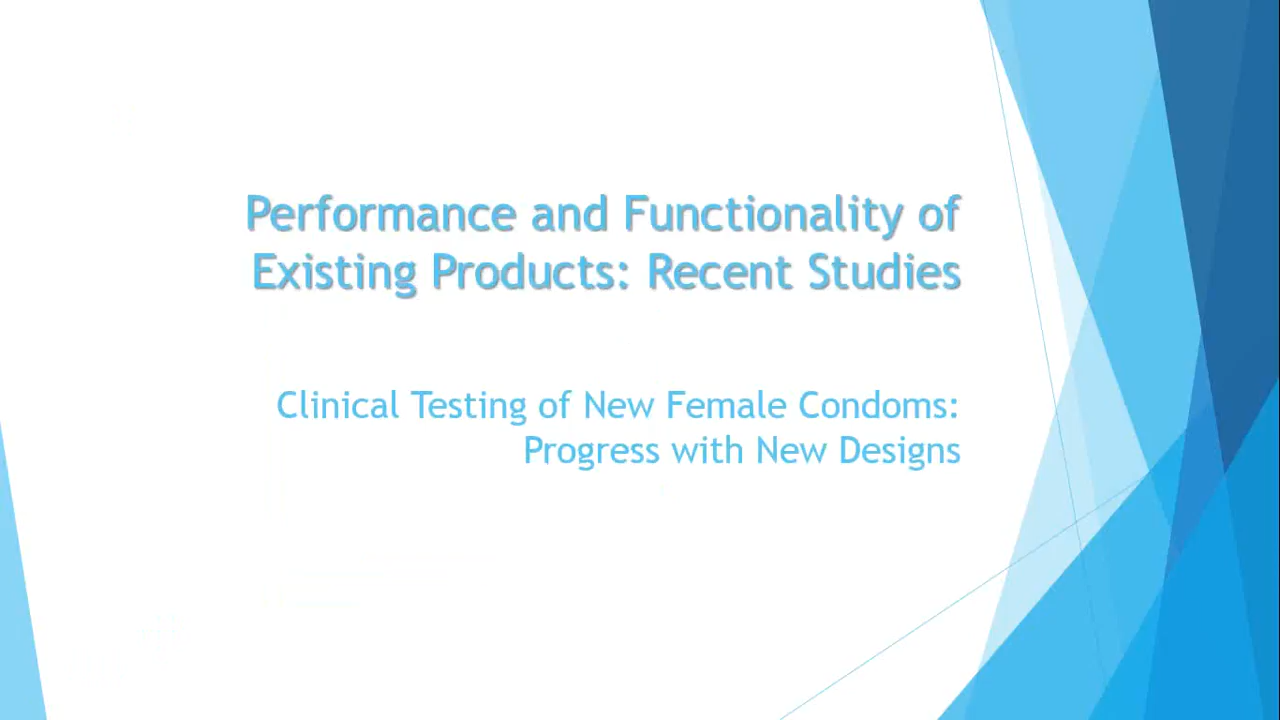 Performance and Functionality of
Existing Products: Recent Studies
Clinical Testing of New Female Condoms:
Progress with New Designs